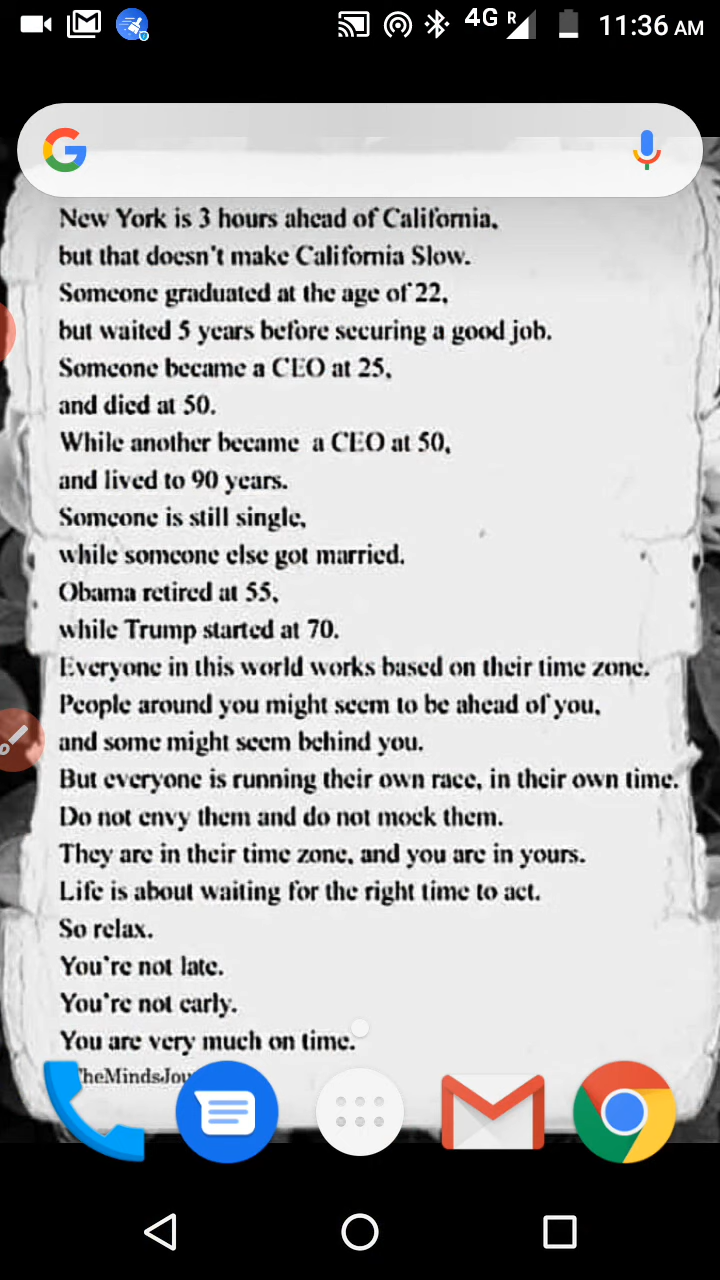 4G R 11:36 AM
New York is 3 hours ahead of California,
but that doesn't make California Slow.
Someone graduated at the age of 22,
but waited 5 years before securing a good job.
Someone became a CEO at 25,
and died at 50.
While another became a CEO at 50,
and lived to 90 years.
Someone is still single,
while someone else got married.
Obama retired at 55,
while Trump started at 70.
Everyone in this world works based on their time zone.
People around you might seem to be ahead of you,
and some might seem behind you.
But everyone is running their own race, in their own time.
Do not envy them and do not mock them.
They are in their time zone, and you are in yours.
Life is about waiting for the right time to act.
So relax.
You're not late.
You're not early.
You are very much on time.